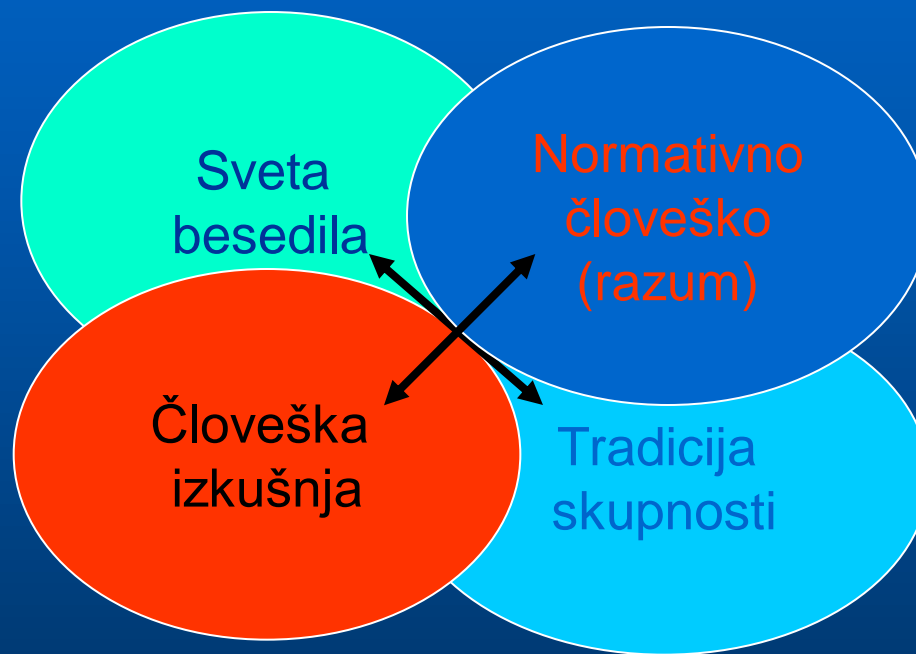 Sveta
besedila
Normativno
človeško
(razum)
Človeška
izkušnja
Tradicija
skupnosti